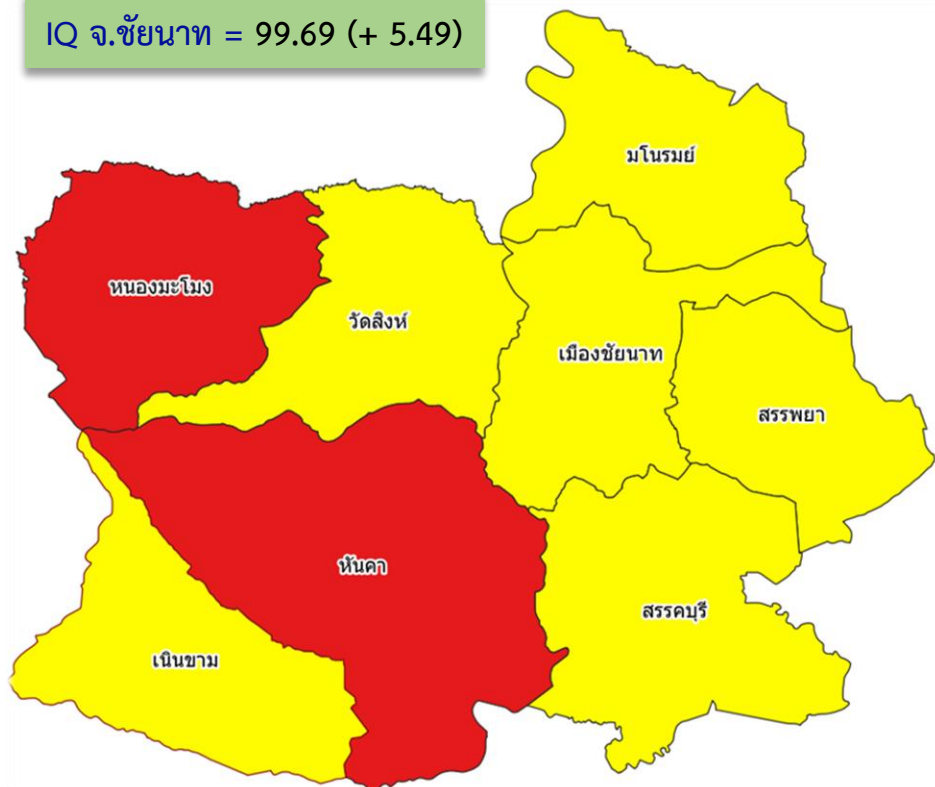 IQ จ.ชัยนาท = 99.69 (+ 5.49)
มโนรมย์
หนองมะโมง
วัดสิงห์
เมืองชัยนาท
สรรพยา
หันคา
สรรคบุรี
เนินขาม